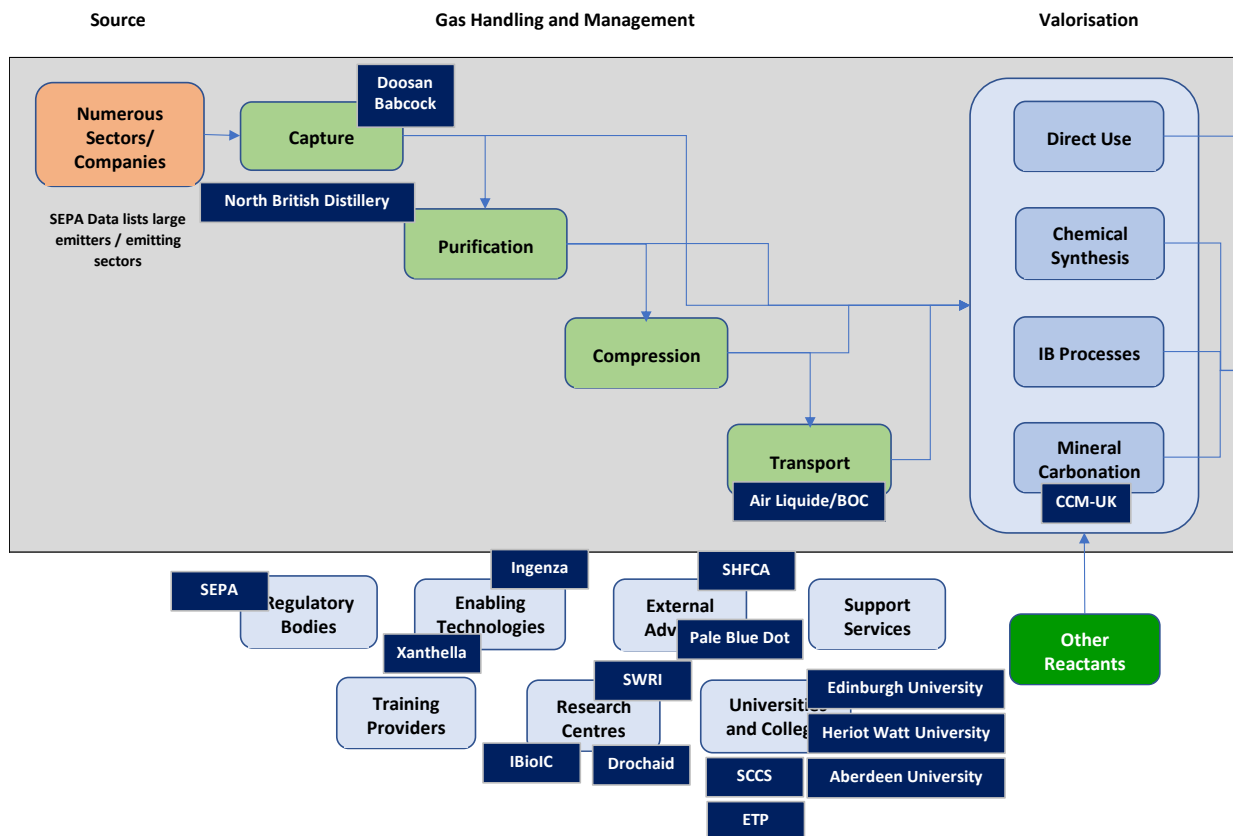 Source
Gas Handling and Management
Valorisation
Doosan
Babcock
Numerous
Sectors/
Companies
Capture
Direct Use
North British Distillery
SEPA Data lists large
emitters / emitting
sectors
Purification
Chemical
Synthesis
Compression
IB Processes
Transport
Air Liquide/BOC
Mineral
Carbonation
CCM-UK
Ingenza
SHFCA
SEPA
Regulatory
Bodies
Enabling
Technologies
External
Adv
Support
Services
Xanthella
Pale Blue Dot
Other
Reactants
SWRI
Training
Providers
Research
Centres
Universities
and Colleg
Edinburgh University
Heriot Watt University
IBioIC
Drochaid
SCCS
Aberdeen University
ETP